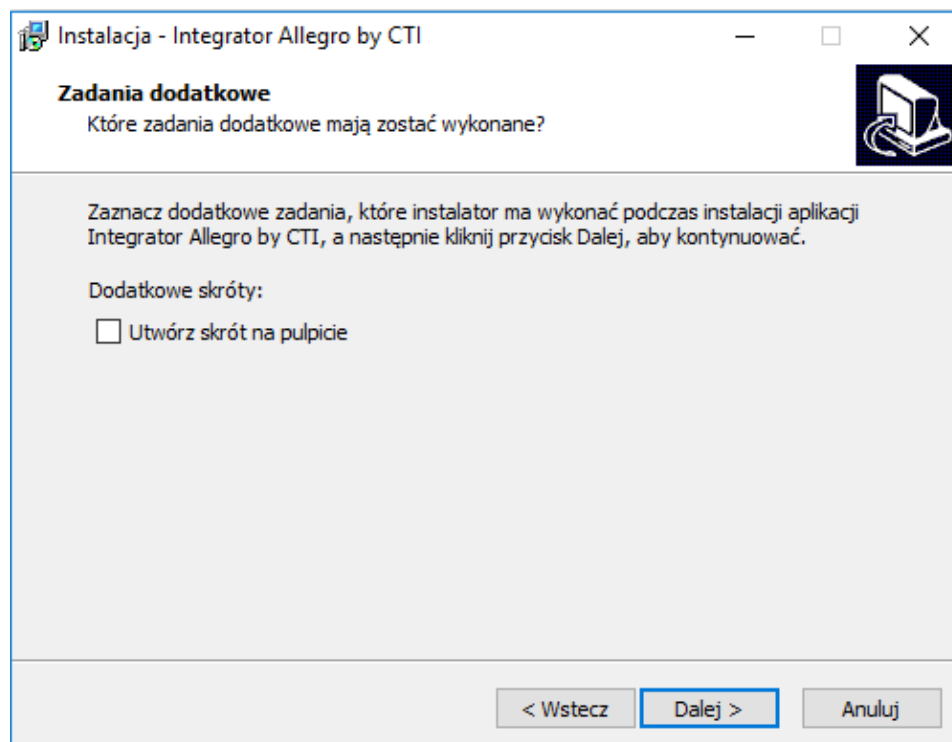 Instalacja - Integrator Allegro by CTI
Zadania dodatkowe
Które zadania dodatkowe mają zostać wykonane?
Zaznacz dodatkowe zadania, które instalator ma wykonać podczas instalacji aplikacji
Integrator Allegro by CTI, a następnie kliknij przycisk Dalej, aby kontynuować.
Dodatkowe skróty:
Utwórz skrót na pulpicie
< Wstecz Dalej > Anuluj